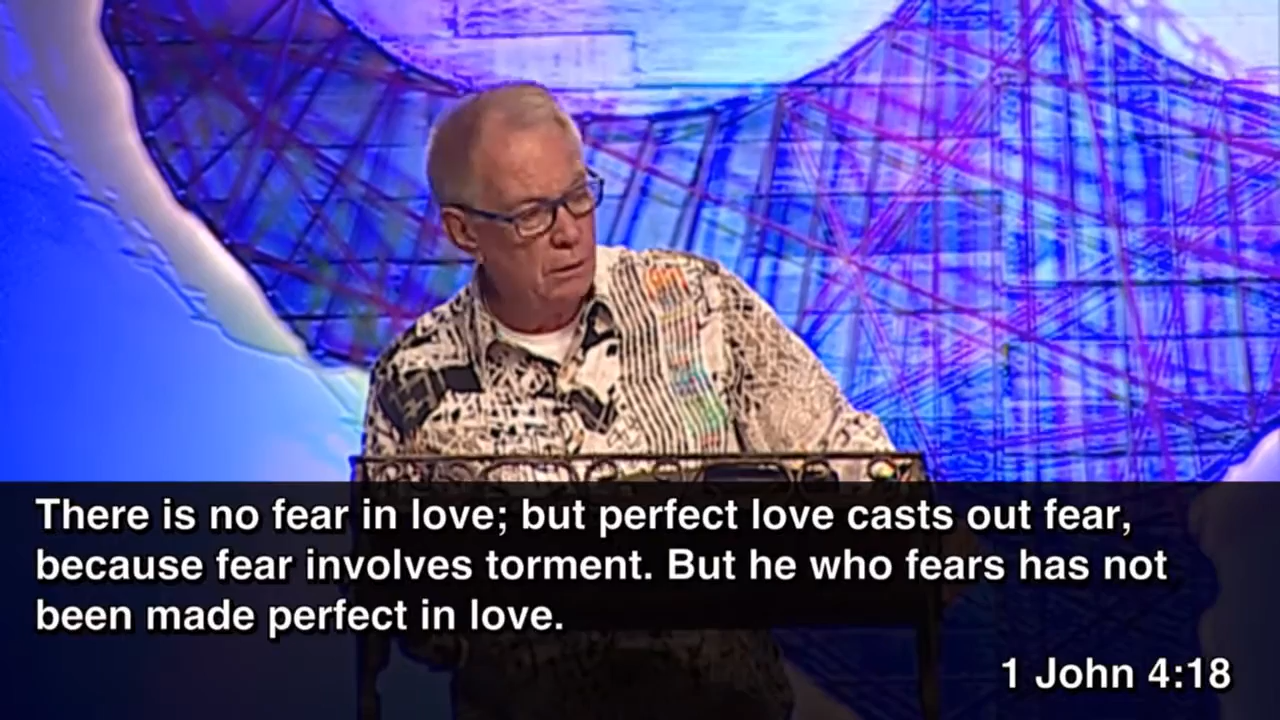 There is no fear in love; but perfect love casts out fear,
because fear involves torment. But he who fears has not
been made perfect in love.
1 John 4:18